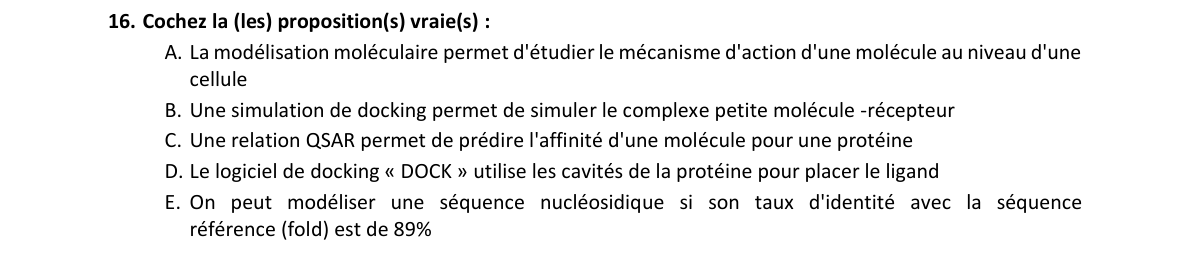 16. Cochez la (les) proposition(s) vraie(s) :
A. La modélisation moléculaire permet d'étudier le mécanisme d'action d'une molécule au niveau d'une
cellule
B. Une simulation de docking permet de simuler le complexe petite molécule -récepteur
C. Une relation QSAR permet de prédire l'affinité d'une molécule pour une protéine
D. Le logiciel de docking « DOCK » utilise les cavités de la protéine pour placer le ligand
E. On peut modéliser une séquence nucléosidique si son taux d'identité avec la séquence
référence (fold) est de 89%